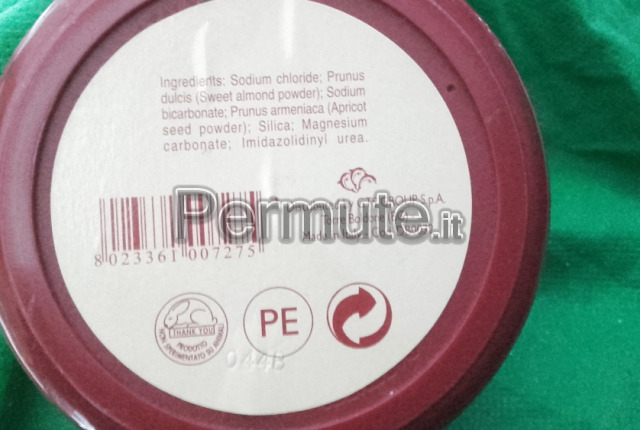 Ingredients: Sodium chloride; Prunus
dulcis (Sweet almond powder); Sodium
bicarbonate; Prunus armeniaca (Apricot
seed powder); Silica; Magnesium
carbonate; Imidazolidinyl urea.
S.p.A.
Permute.it
8 023361 007275
THANK YOU
PRODOTTO
NON SPERIMENTATO SU ANIMALI
PE
044B